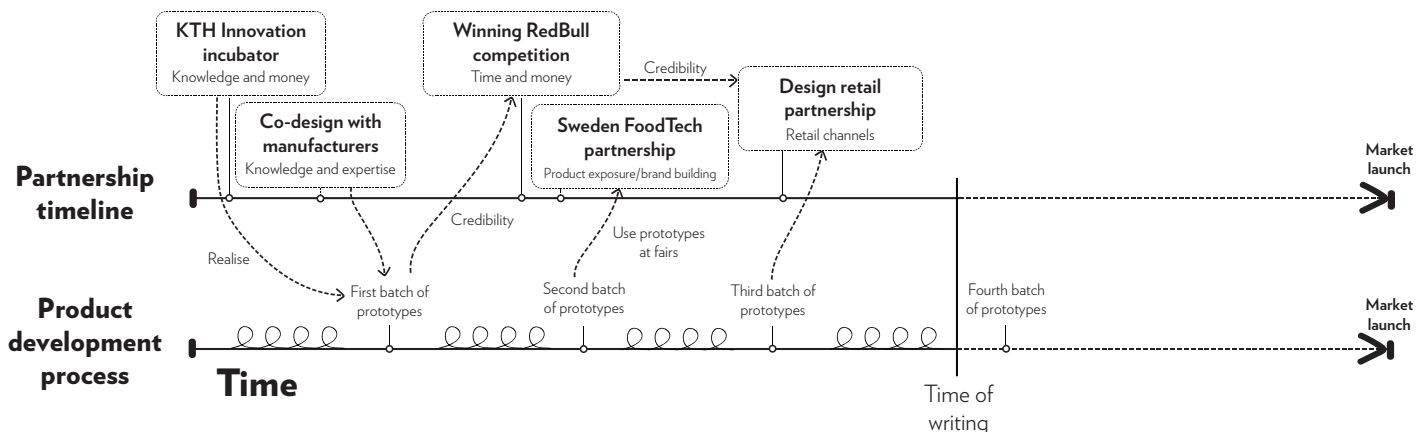 KTH Innovation
incubator
Knowledge and money
Winning RedBull
competition
Time and money
Credibility
Design retail
partnership
Retail channels
Co-design with
manufacturers
Knowledge and expertise
Sweden FoodTech
partnership
Product exposure/brand building
Partnership
timeline
Market
launch
Credibility
Use prototypes
at fairs
Realise
First batch of
prototypes
Second batch
of prototypes
Third batch of
prototypes
Fourth batch
of prototypes
Product
development
process
Market
launch
Time
Time of
writing